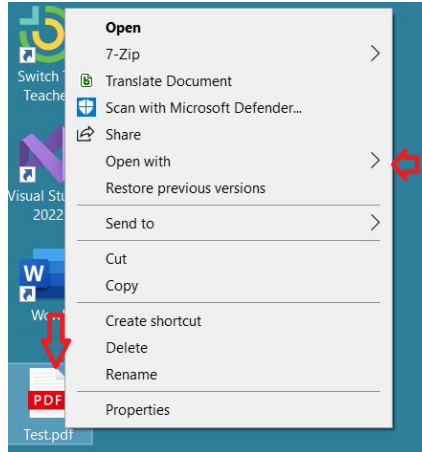 Open
7-Zip
Translate Document
Scan with Microsoft Defender...
Share
Open with
Restore previous versions
Send to
Cut
Copy
Create shortcut
Delete
Rename
Properties
Switch
Teache
Visual Stu
2022
W
Wor
PDF
Test.pdf